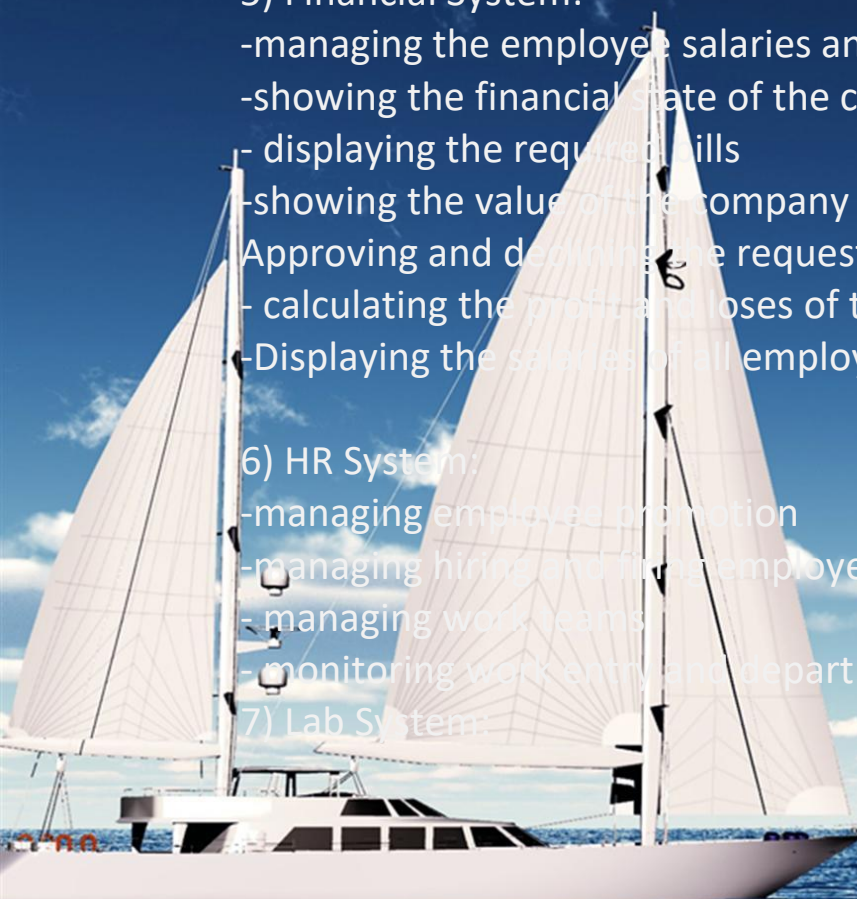 5) Financial System:
-managing the employee salaries an
-showing the financial state of the c
- displaying the required bills
-showing the value of the company
Approving and declining the request
- calculating the profit and loses of t
-Displaying the salaries of all employ
6) HR System:
-managing employee promotion
-managing hiring and firing employe
- managing work teams
- monitoring work entry and depart
7) Lab System: